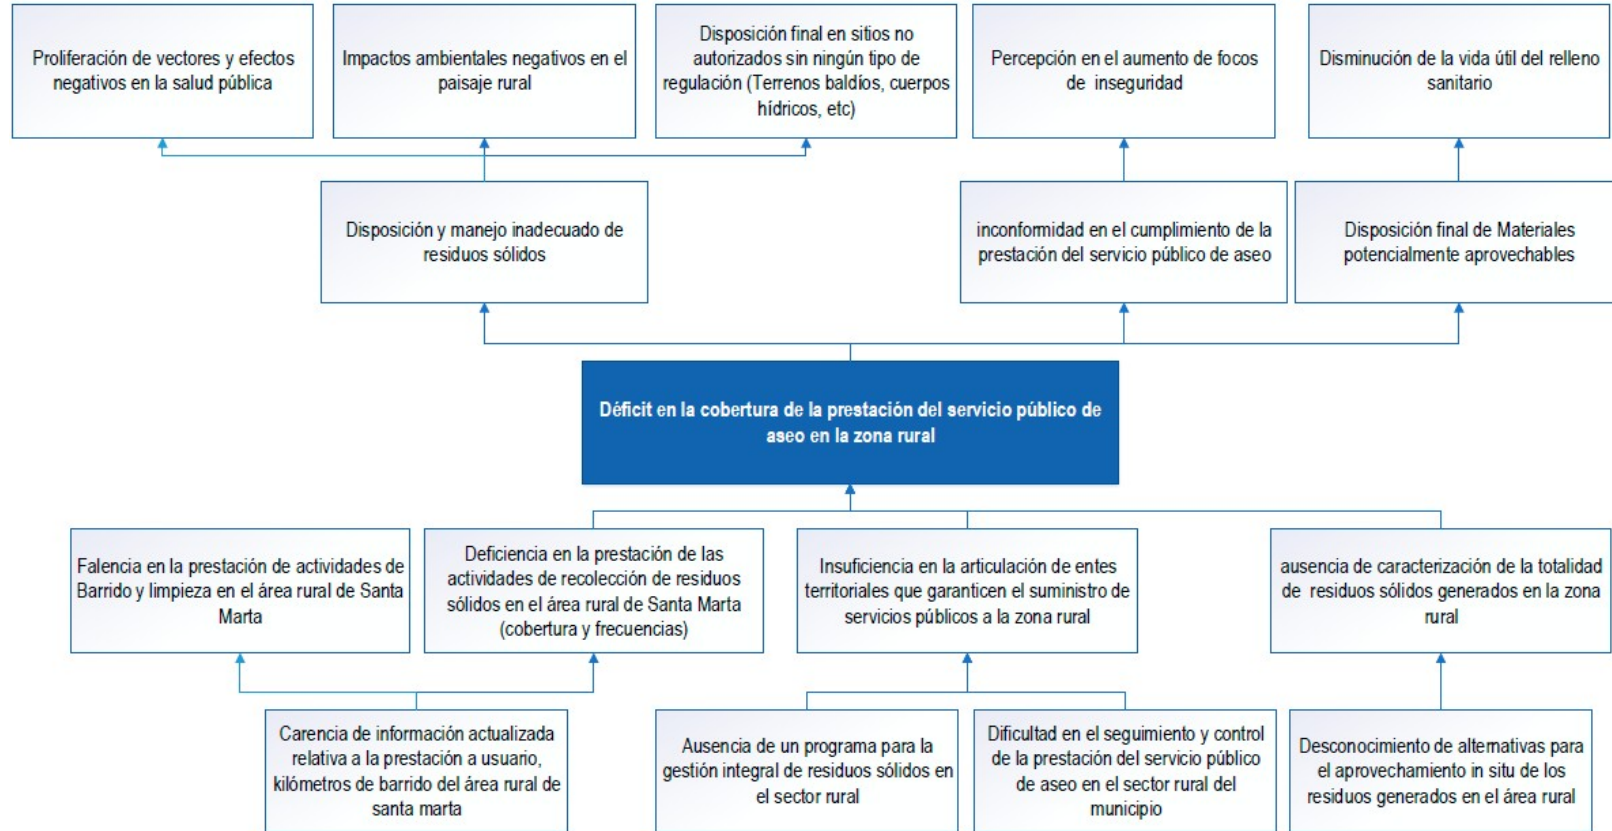 Proliferación de vectores y efectos
negativos en la salud pública
Impactos ambientales negativos en el
paisaje rural
Disposición final en sitios no
autorizados sin ningún tipo de
regulación (Terrenos baldíos, cuerpos
hídricos, etc)
Percepción en el aumento de focos
de inseguridad
Disminución de la vida útil del relleno
sanitario
Disposición y manejo inadecuado de
residuos sólidos
inconformidad en el cumplimiento de la
prestación del servicio público de aseo
Disposición final de Materiales
potencialmente aprovechables
Déficit en la cobertura de la prestación del servicio público de
aseo en la zona rural
Falencia en la prestación de actividades de
Barrido y limpieza en el área rural de Santa
Marta
Deficiencia en la prestación de las
actividades de recolección de residuos
sólidos en el área rural de Santa Marta
(cobertura y frecuencias)
Insuficiencia en la articulación de entes
territoriales que garanticen el suministro de
servicios públicos a la zona rural
ausencia de caracterización de la totalidad
de residuos sólidos generados en la zona
rural
Carencia de información actualizada
relativa a la prestación a usuario,
kilómetros de barrido del área rural de
santa marta
Ausencia de un programa para la
gestión integral de residuos sólidos en
el sector rural
Dificultad en el seguimiento y control
de la prestación del servicio público
de aseo en el sector rural del
municipio
Desconocimiento de alternativas para
el aprovechamiento in situ de los
residuos generados en el área rural